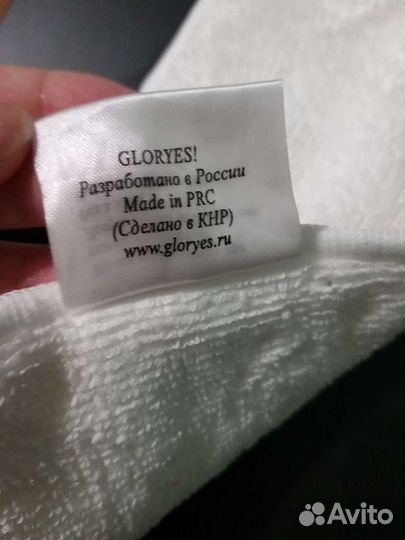 GLORYES!
Разработано в России
Made in PRC
(Сделано в КНР)
www.gloryes.ru
Avito